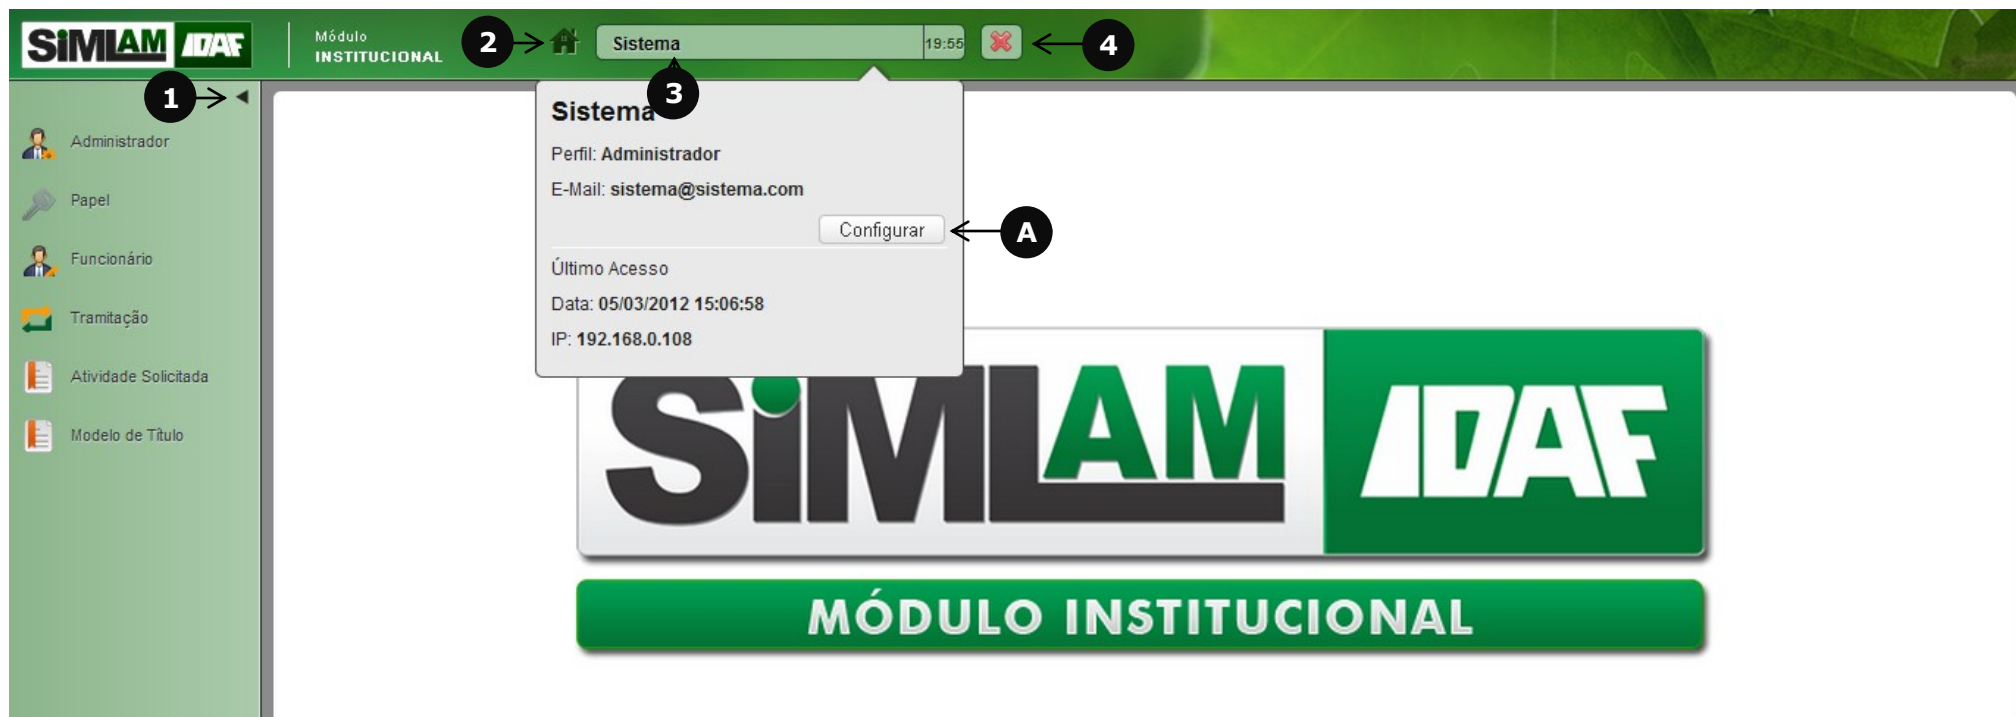 SiMLAM IDAF
Módulo
INSTITUCIONAL
2
Sistema
19:55
4
1
3
Sistema
Perfil: Administrador
E-Mail: sistema@sistema.com
Configurar
A
Último Acesso
Data: 05/03/2012 15:06:58
IP: 192.168.0.108
Administrador
Papel
Funcionário
Tramitação
Atividade Solicitada
Modelo de Título
SiMLAM IDAF
MÓDULO INSTITUCIONAL